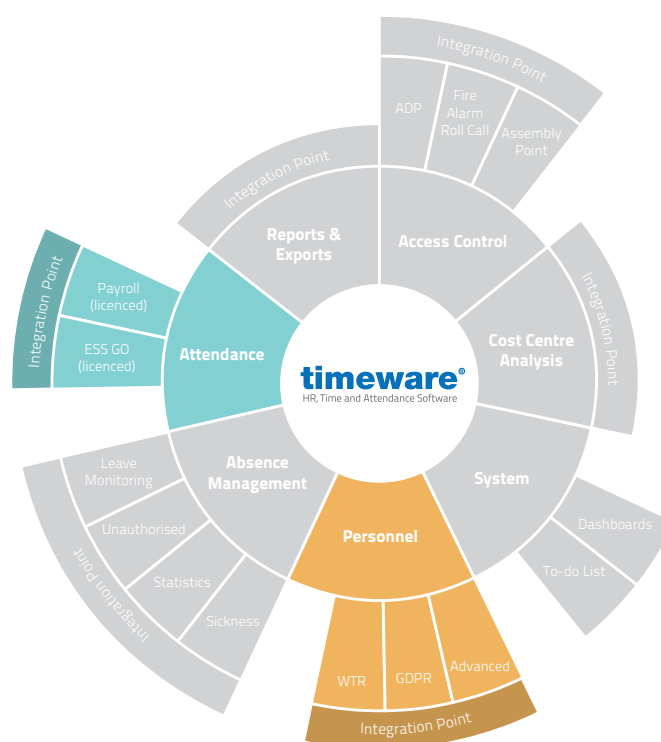 Integration Point
ADP
Fire
Alarm
Roll Call
Assembly
Point
Integration Point
Reports &
Exports
Access Control
Integration Point
Cost Centre
Analysis
Integration Point
Payroll
(licenced)
ESS GO
(licenced)
Attendance
timeware®
HR, Time and Attendance Software
Absence
Management
Leave
Monitoring
Unauthorised
Statistics
Sickness
Integration Point
System
Dashboards
To-do List
Personnel
WTR
GDPR
Advanced
Integration Point